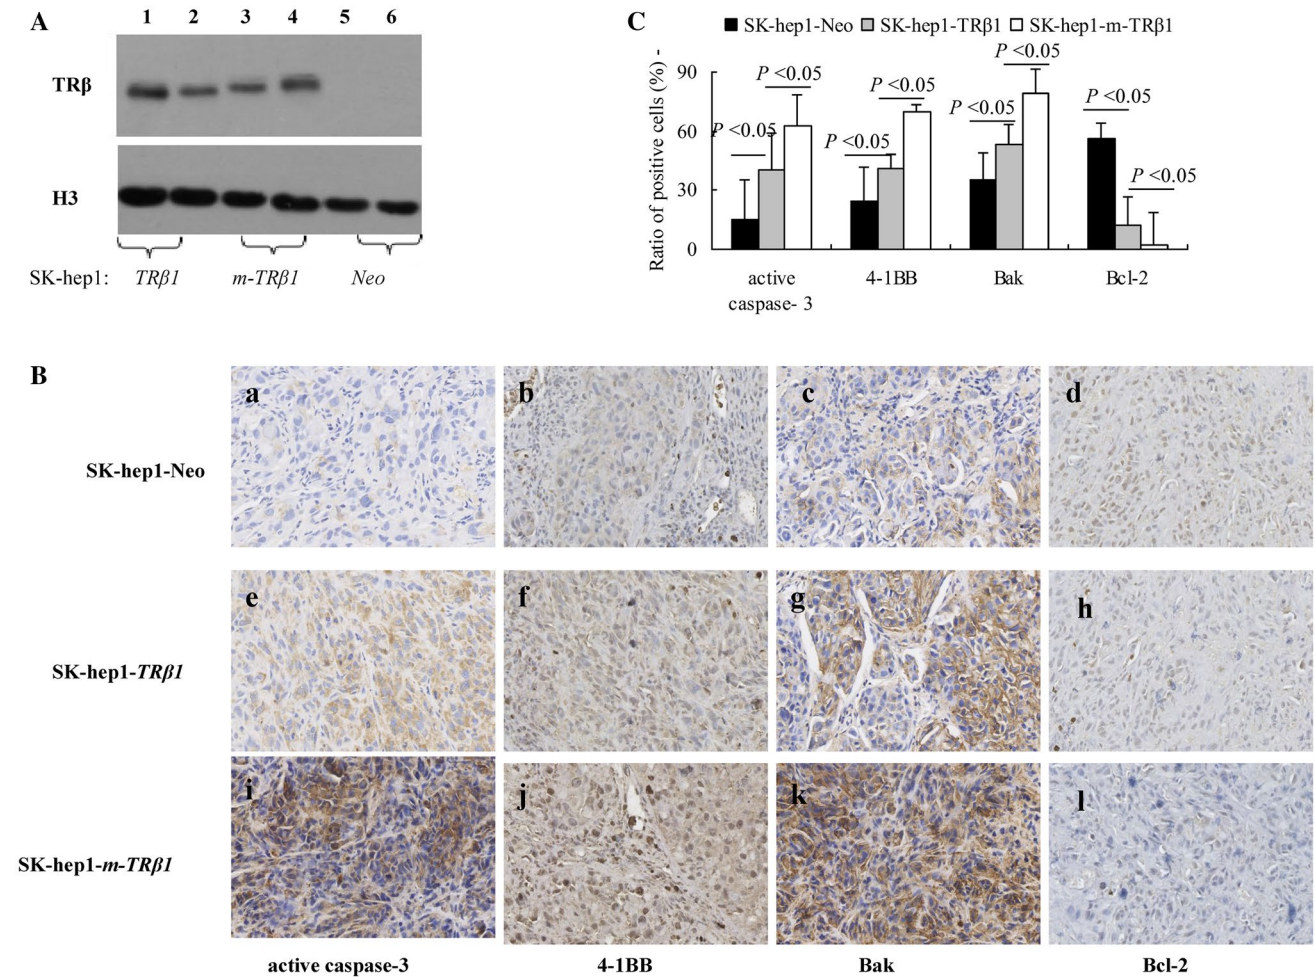 A
1 2 3 4 5 6
TRβ
H3
SK-hep1: TRβ1 m-TRβ1 Neo
C
SK-hep1-Neo SK-hep1-TRβ1 SK-hep1-m-TRβ1
Ratio of positive cells (%) -
90
60
30
0
P <0.05
P <0.05
P <0.05
P <0.05
P <0.05
P <0.05
P <0.05
P <0.05
active caspase- 3
4-1BB
Bak
Bcl-2
B
SK-hep1-Neo
a b c d
SK-hep1-TRβ1
e f g h
SK-hep1-m-TRβ1
i j k l
active caspase-3 4-1BB Bak Bcl-2